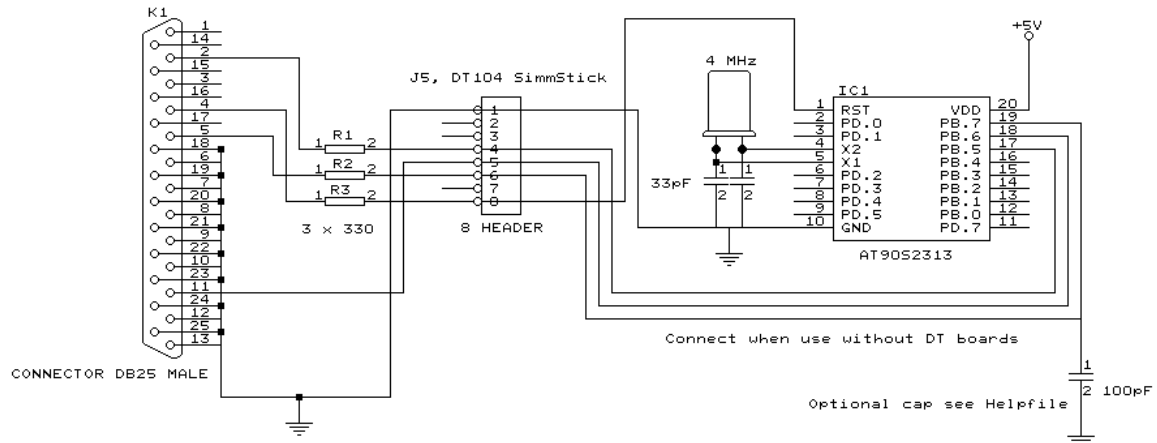 K1
1
14
2
15
3
16
4
17
5
18
6
19
7
20
8
21
9
22
10
23
11
24
12
25
13
CONNECTOR DB25 MALE
1 R1 2
1 R2 2
1 R3 2
3 x 330
J5, DT104 SimmStick
1
2
3
4
5
6
7
8
8 HEADER
4 MHz
33pF
1 1
2 2
+5V
IC1
1 RST VDD 20
2 PD.0 PB.7 19
3 PD.1 PB.6 18
4 X2 PB.5 17
5 X1 PB.4 16
6 PD.2 PB.3 15
7 PD.3 PB.2 14
8 PD.4 PB.1 13
9 PD.5 PB.0 12
10 GND PD.7 11
AT90S2313
Connect when use without DT boards
1
2 100pF
Optional cap see Helpfile